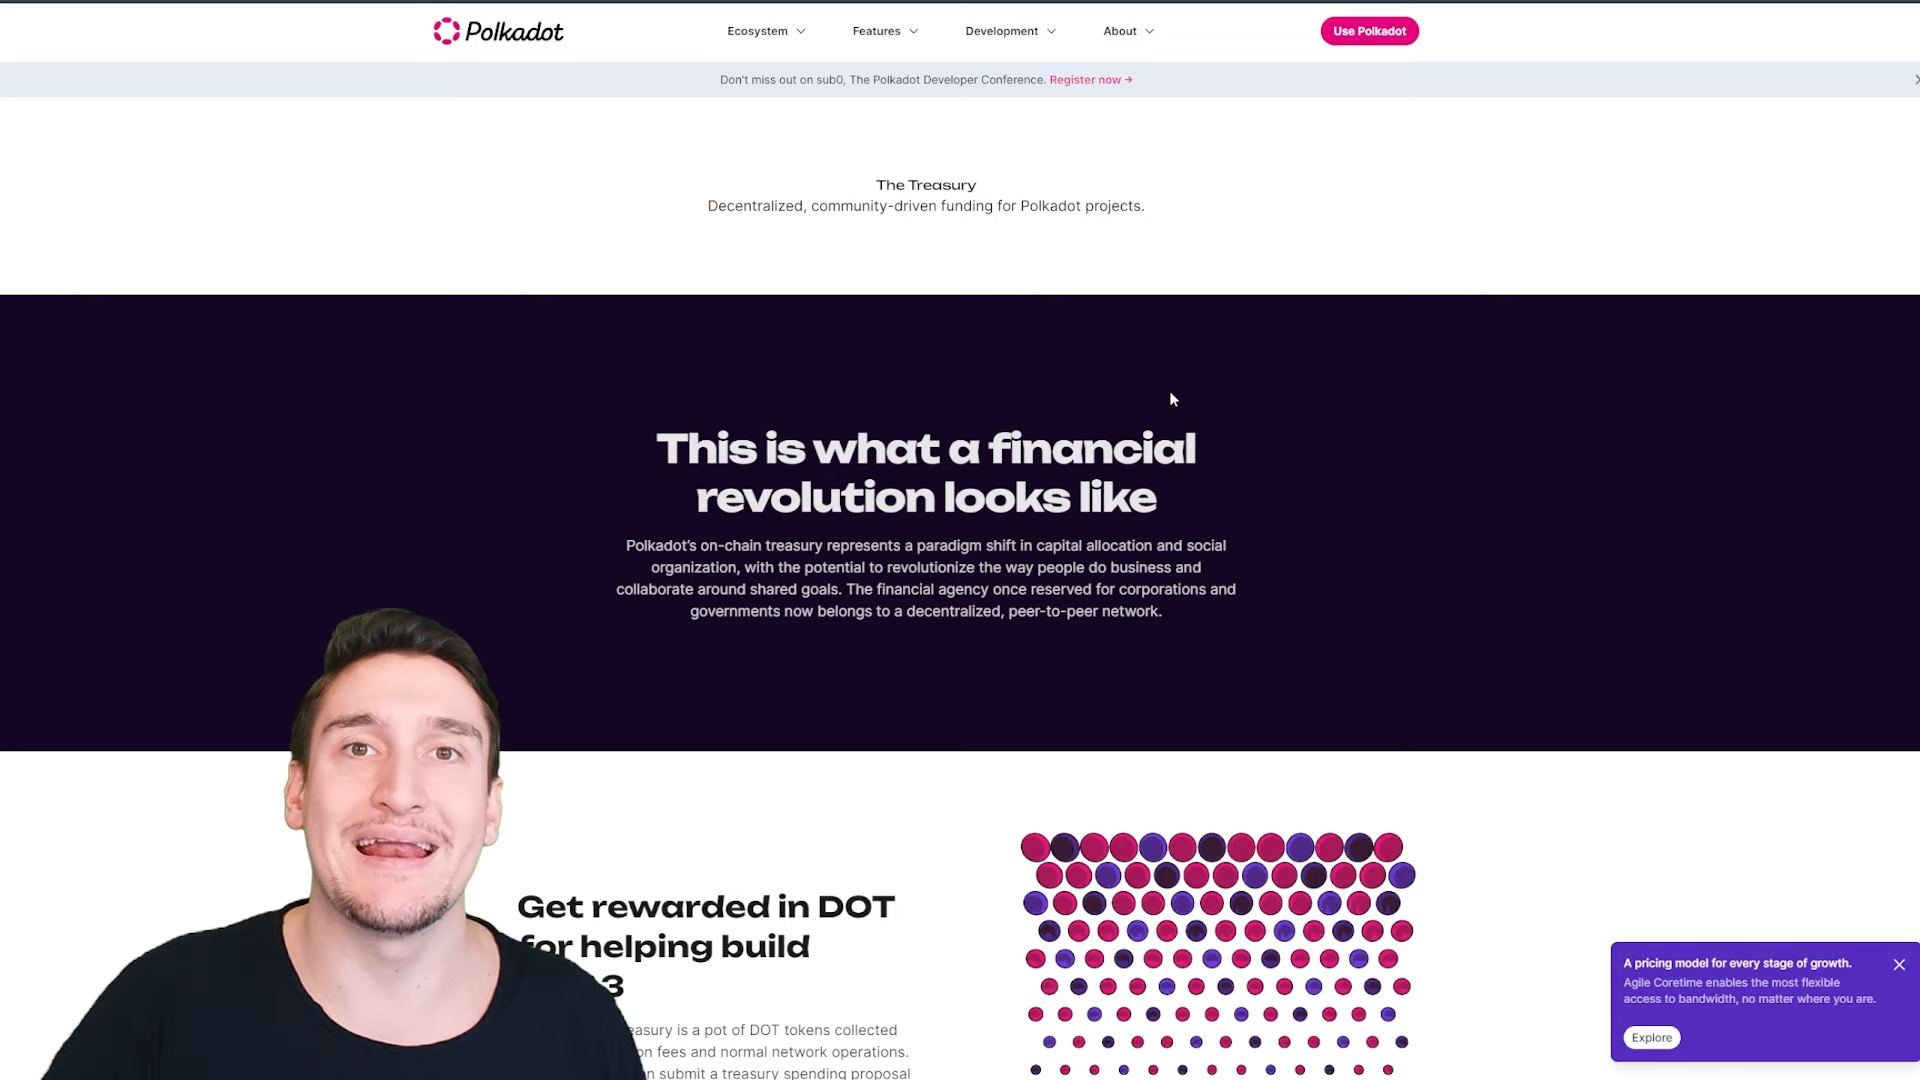 Polkadot
Ecosystem
Features
Development
About
Use Polkadot
Don't miss out on sub0, The Polkadot Developer Conference. Register now →
The Treasury
Decentralized, community-driven funding for Polkadot projects.
This is what a financial
revolution looks like
Polkadot's on-chain treasury represents a paradigm shift in capital allocation and social
organization, with the potential to revolutionize the way people do business and
collaborate around shared goals. The financial agency once reserved for corporations and
governments now belongs to a decentralized, peer-to-peer network.
Get rewarded in DOT
for helping build
3
easury is a pot of DOT tokens collected
on fees and normal network operations.
n submit a treasury spending proposal
A pricing model for every stage of growth.
Agile Coretime enables the most flexible
access to bandwidth, no matter where you are.
Explore